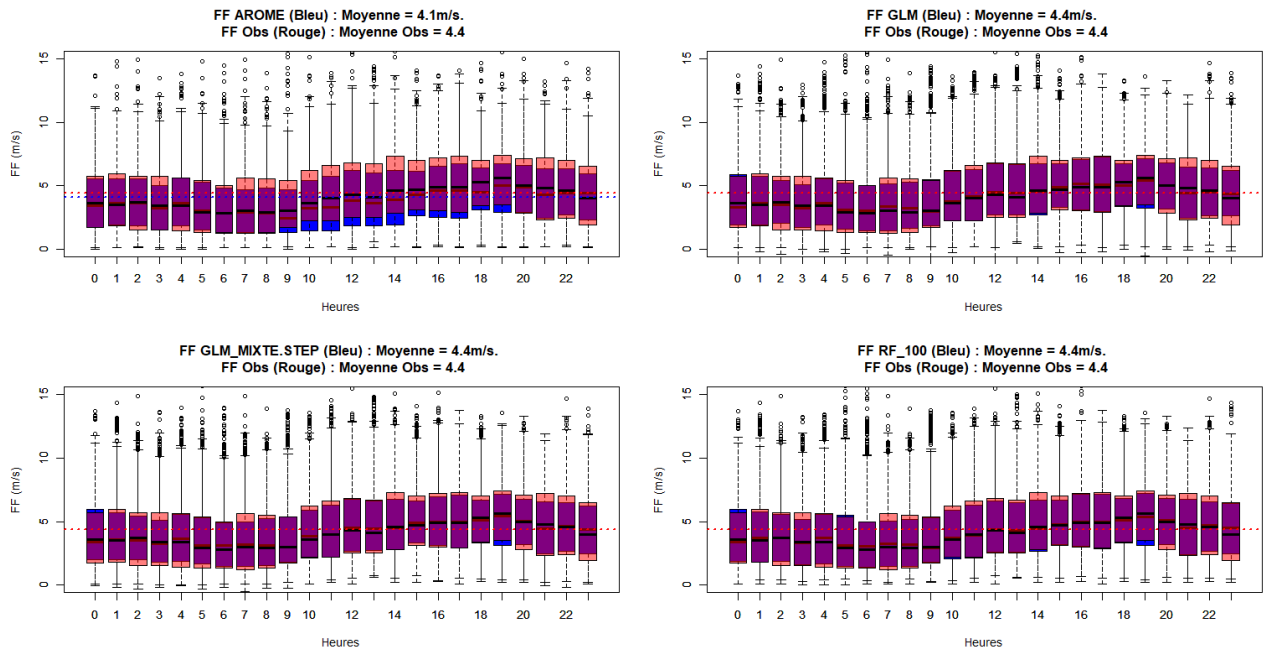 FF AROME (Bleu) : Moyenne = 4.1m/s.
FF Obs (Rouge) : Moyenne Obs = 4.4
FF (m/s)
15
10
5
0
0 1 2 3 4 5 6 7 8 9 10 12 14 16 18 20 22
Heures
FF GLM (Bleu) : Moyenne = 4.4m/s.
FF Obs (Rouge) : Moyenne Obs = 4.4
FF (m/s)
15
10
5
0
0 1 2 3 4 5 6 7 8 9 10 12 14 16 18 20 22
Heures
FF GLM_MIXTE.STEP (Bleu) : Moyenne = 4.4m/s.
FF Obs (Rouge) : Moyenne Obs = 4.4
FF (m/s)
15
10
5
0
0 1 2 3 4 5 6 7 8 9 10 12 14 16 18 20 22
Heures
FF RF_100 (Bleu) : Moyenne = 4.4m/s.
FF Obs (Rouge) : Moyenne Obs = 4.4
FF (m/s)
15
10
5
0
0 1 2 3 4 5 6 7 8 9 10 12 14 16 18 20 22
Heures